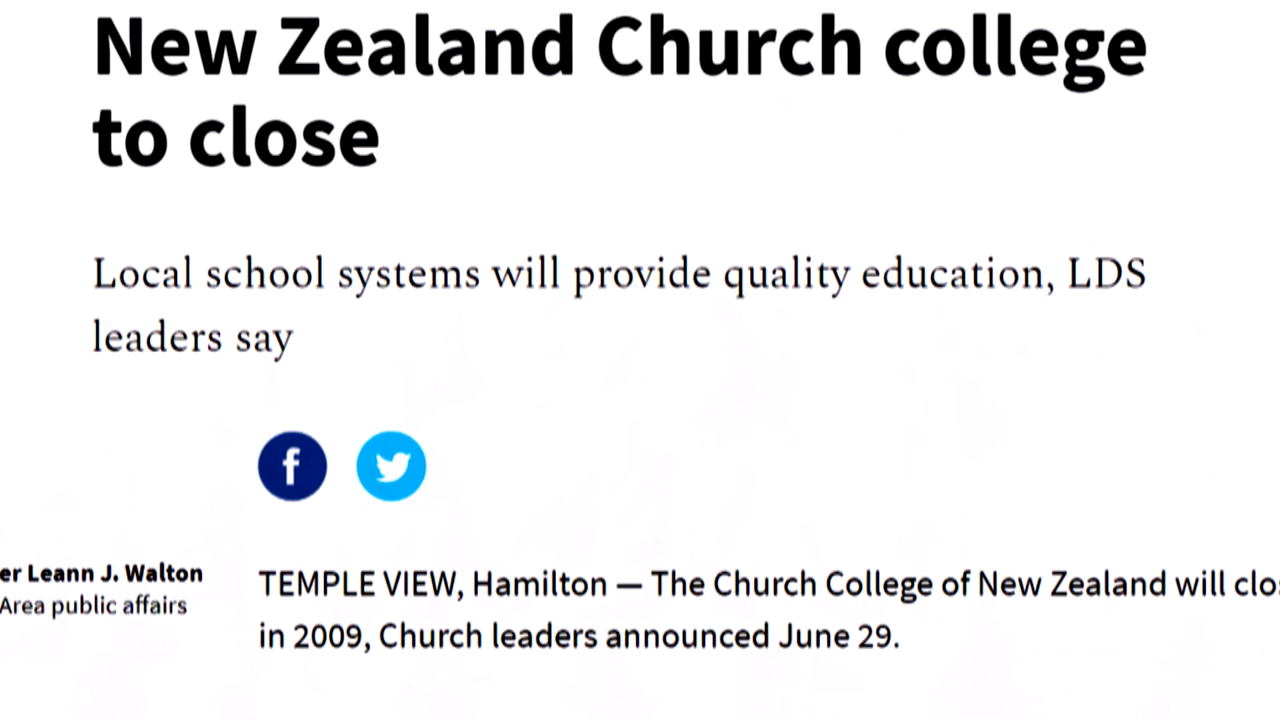 New Zealand Church college
to close
Local school systems will provide quality education, LDS
leaders say
er Leann J. Walton
Area public affairs
TEMPLE VIEW, Hamilton — The Church College of New Zealand will clo
in 2009, Church leaders announced June 29.